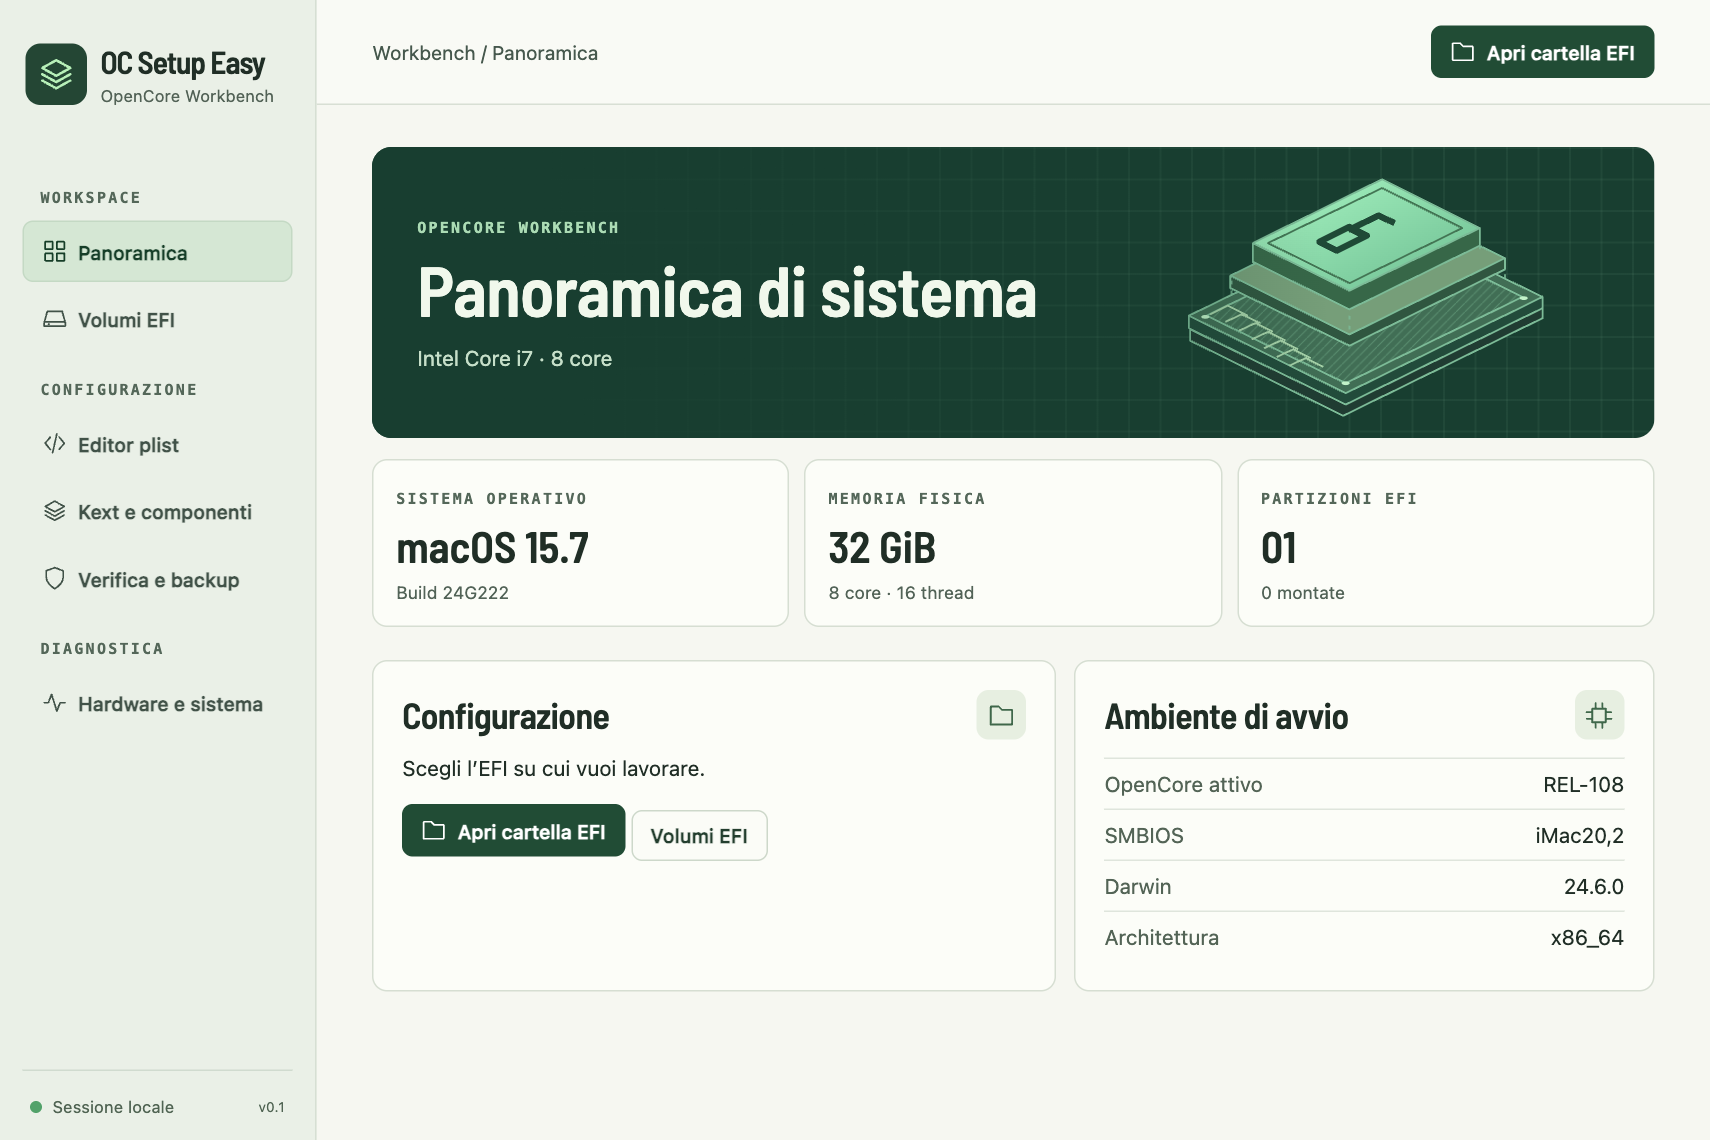 OC Setup Easy
OpenCore Workbench
WORKSPACE
Panoramica
Volumi EFI
CONFIGURAZIONE
Editor plist
Kext e componenti
Verifica e backup
DIAGNOSTICA
Hardware e sistema
Sessione locale v0.1
Workbench / Panoramica
Apri cartella EFI
OPENCORE WORKBENCH
Panoramica di sistema
Intel Core i7 · 8 core
SISTEMA OPERATIVO
macOS 15.7
Build 24G222
MEMORIA FISICA
32 GiB
8 core · 16 thread
PARTIZIONI EFI
01
0 montate
Configurazione
Scegli l’EFI su cui vuoi lavorare.
Apri cartella EFI
Volumi EFI
Ambiente di avvio
OpenCore attivo REL-108
SMBIOS iMac20,2
Darwin 24.6.0
Architettura x86_64